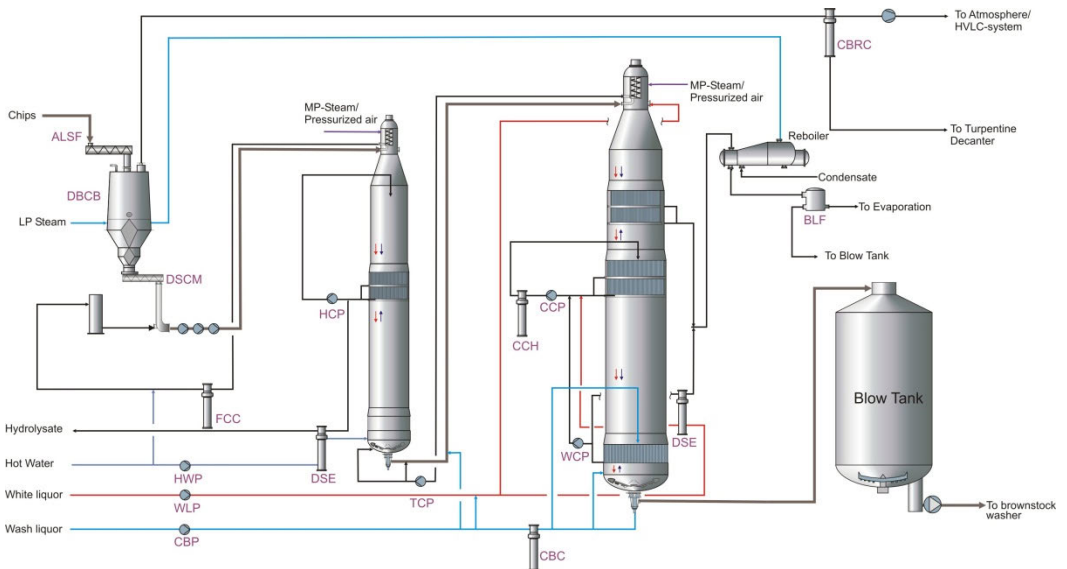 To Atmosphere/
HVLC-system
CBRC
MP-Steam/
Pressurized air
Chips
MP-Steam/
Pressurized air
ALSF
Reboiler
To Turpentine
Decanter
DBCB
Condensate
LP Steam
BLF
To Evaporation
To Blow Tank
DSCM
HCP
CCP
CCH
Blow Tank
FCC
Hydrolysate
DSE
WCP
Hot Water
HWP
DSE
TCP
White liquor
WLP
To brownstock
washer
Wash liquor
CBP
CBC